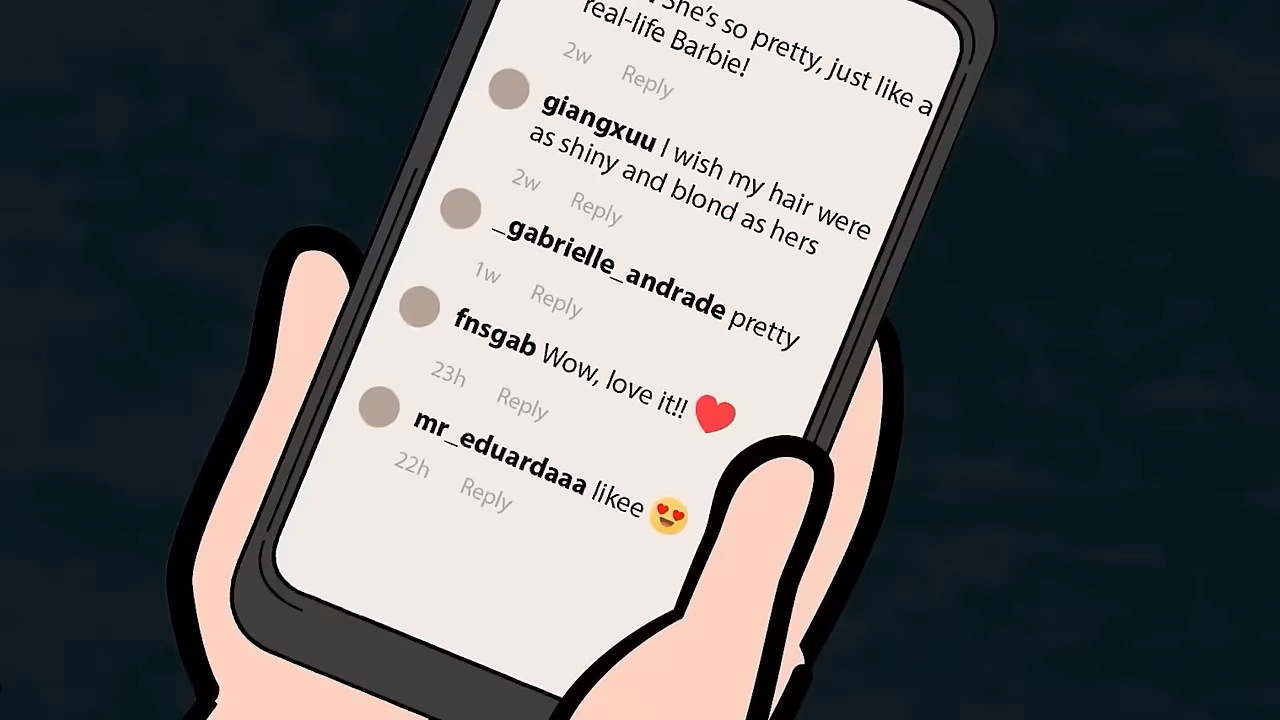 She's so pretty, just like a
real-life Barbie!
2w Reply
giangxuu I wish my hair were
as shiny and blond as hers
2w Reply
_gabrielle_andrade pretty
1w Reply
fnsgab Wow, love it!! ❤️
23h Reply
mr_eduardaaa likee 😍
22h Reply